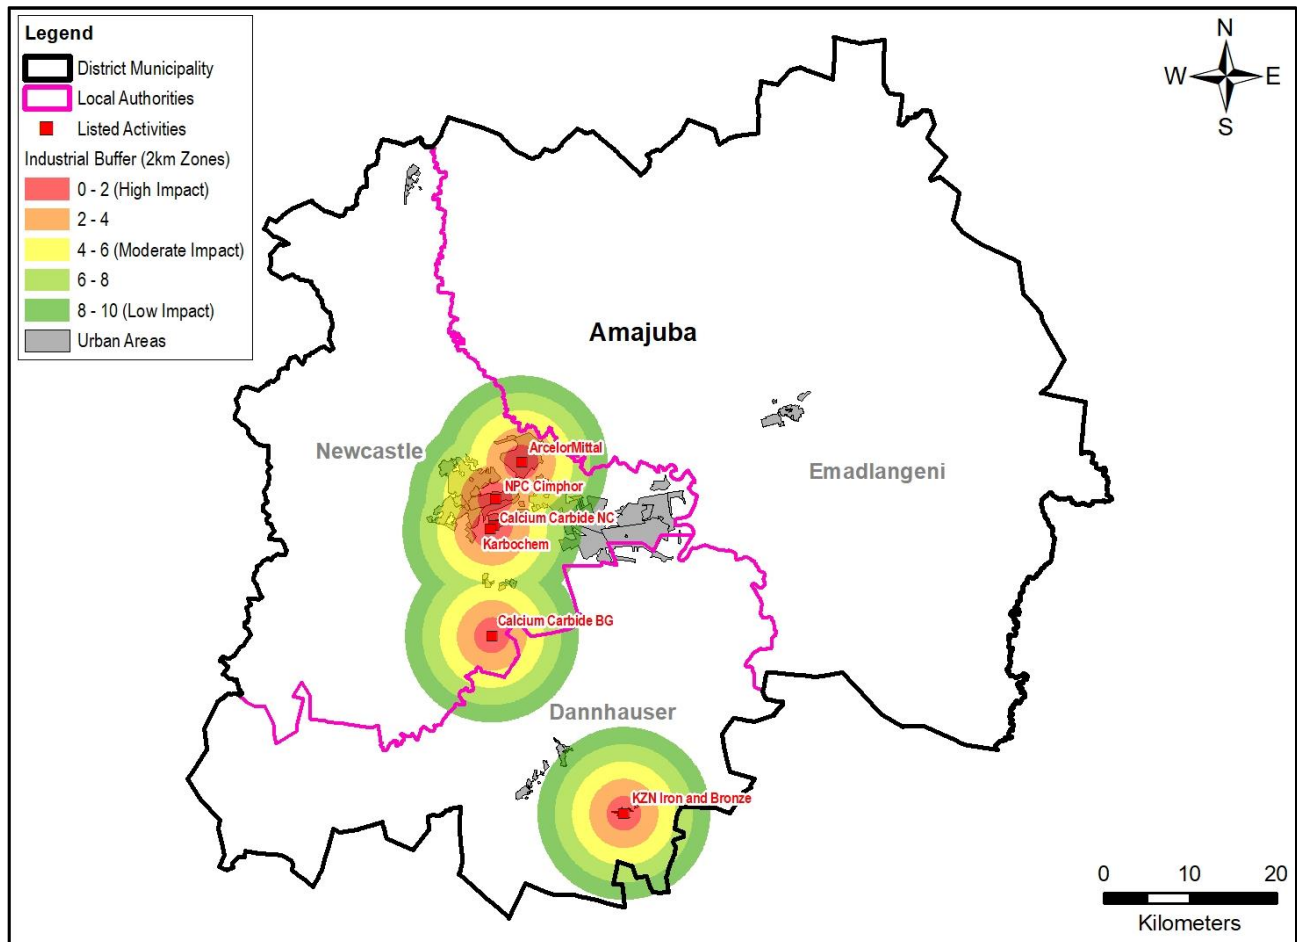 Legend
District Municipality
Local Authorities
Listed Activities
Industrial Buffer (2km Zones)
0 - 2 (High Impact)
2 - 4
4 - 6 (Moderate Impact)
6 - 8
8 - 10 (Low Impact)
Urban Areas
N
W E
S
Amajuba
Newcastle
ArcelorMittal
Emadlangeni
NPC Cimphor
Calcium Carbide NC
Karbochem
Calcium Carbide BG
Dannhauser
KZN Iron and Bronze
0 10 20
Kilometers